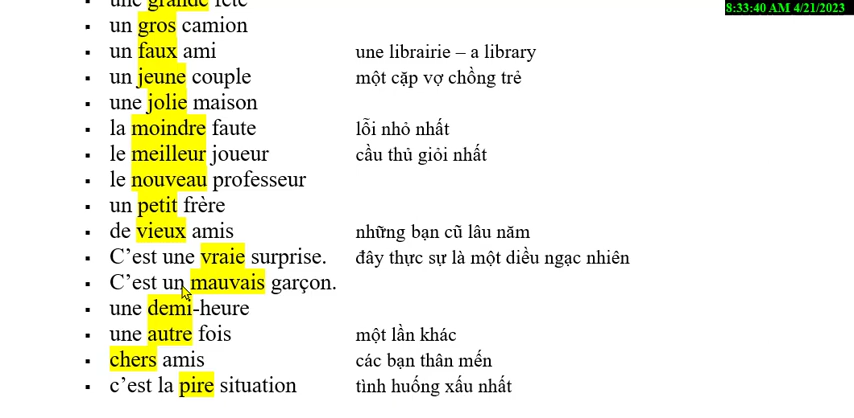 8:33:40 AM 4/21/2023
une grande fête
▪ un gros camion
▪ un faux ami une librairie – a library
▪ un jeune couple một cặp vợ chồng trẻ
▪ une jolie maison
▪ la moindre faute lỗi nhỏ nhất
▪ le meilleur joueur cầu thủ giỏi nhất
▪ le nouveau professeur
▪ un petit frère
▪ de vieux amis những bạn cũ lâu năm
▪ C’est une vraie surprise. đây thực sự là một diều ngạc nhiên
▪ C’est un mauvais garçon.
▪ une demi-heure
▪ une autre fois một lần khác
▪ chers amis các bạn thân mến
▪ c’est la pire situation tình huống xấu nhất